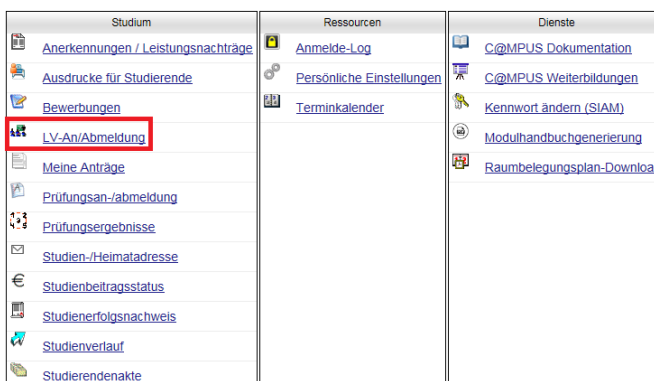 Studium
Anerkennungen / Leistungsnachträge
Ausdrucke für Studierende
Bewerbungen
LV-An/Abmeldung
Meine Anträge
Prüfungsan-/abmeldung
Prüfungsergebnisse
Studien-/Heimatadresse
Studienbeitragsstatus
Studienerfolgsnachweis
Studienverlauf
Studierendenakte
Ressourcen
Anmelde-Log
Persönliche Einstellungen
Terminkalender
Dienste
C@MPUS Dokumentation
C@MPUS Weiterbildungen
Kennwort ändern (SIAM)
Modulhandbuchgenerierung
Raumbelegungsplan-Downloa